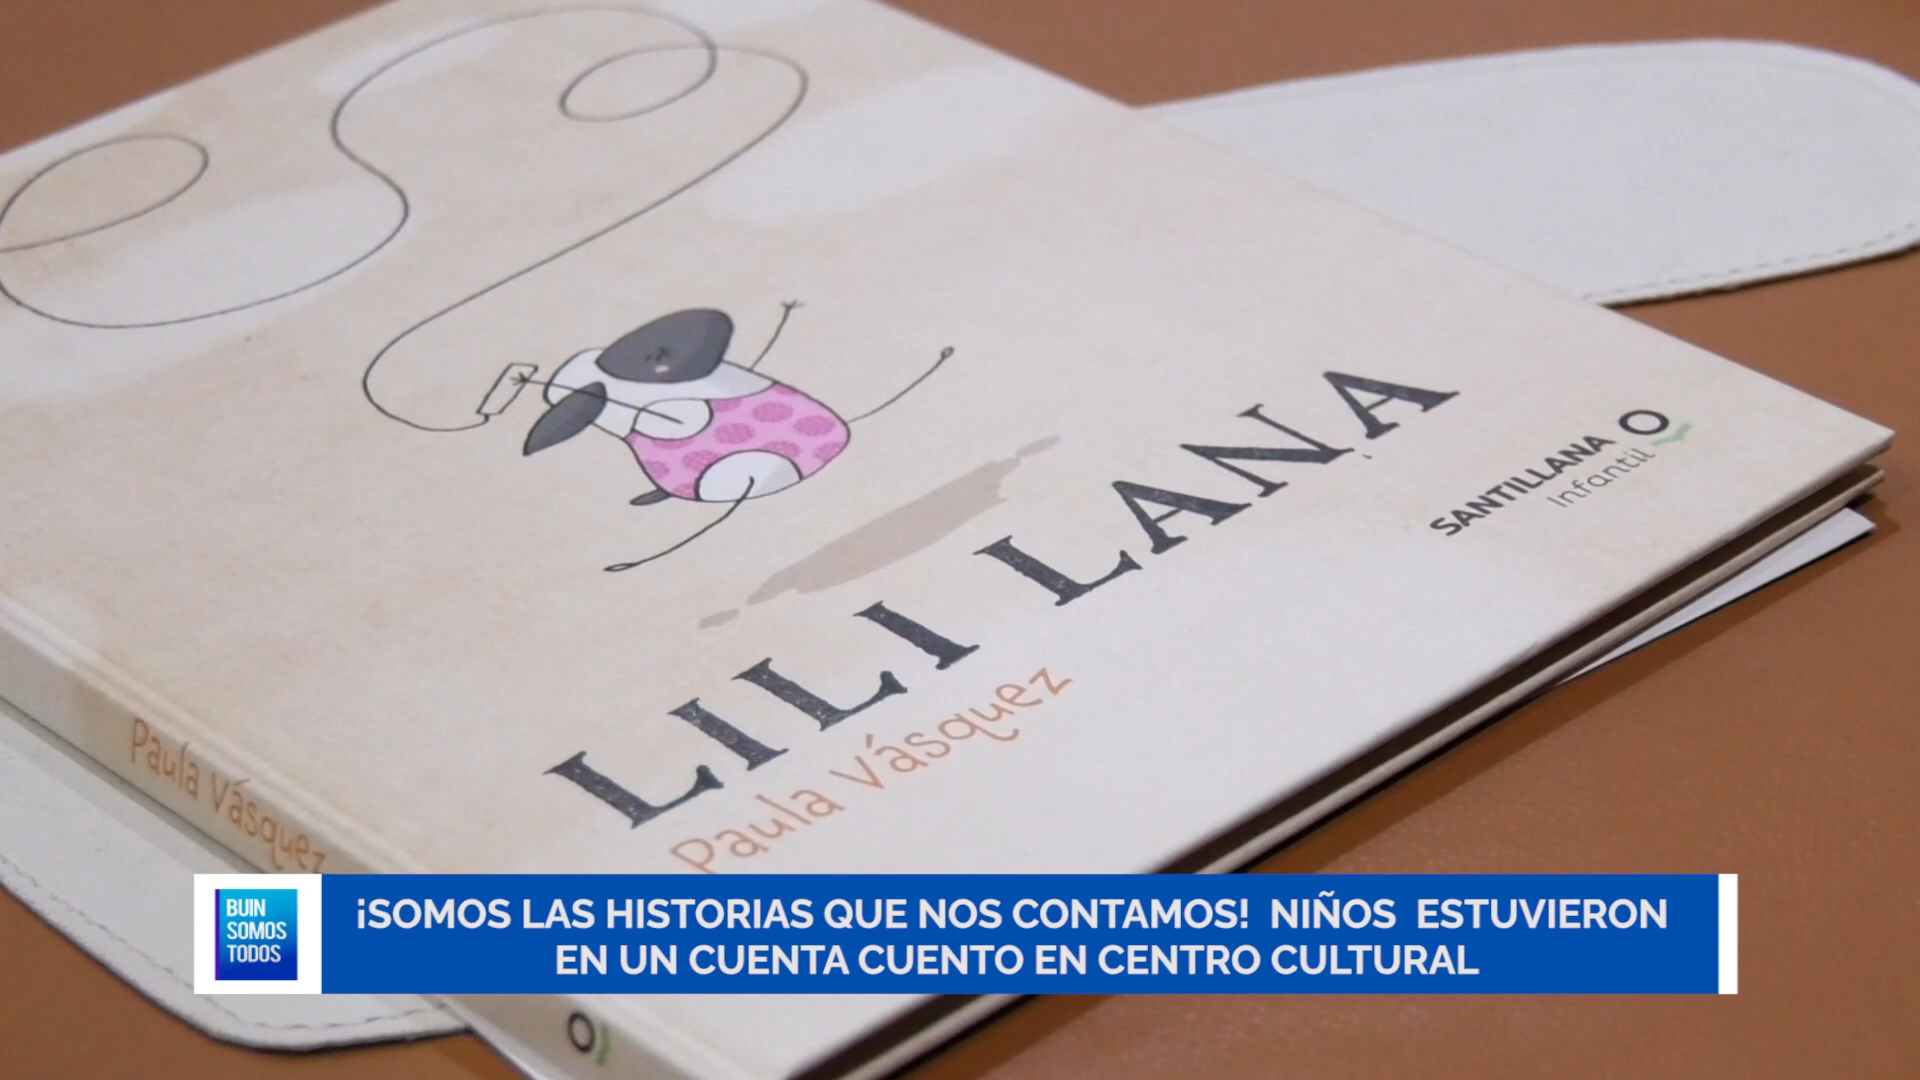 LILI LANA
Paula Vásquez
SANTILLANA
Infantil
Paula Vásquez
BUIN
SOMOS
TODOS
¡SOMOS LAS HISTORIAS QUE NOS CONTAMOS! NIÑOS ESTUVIERON
EN UN CUENTA CUENTO EN CENTRO CULTURAL